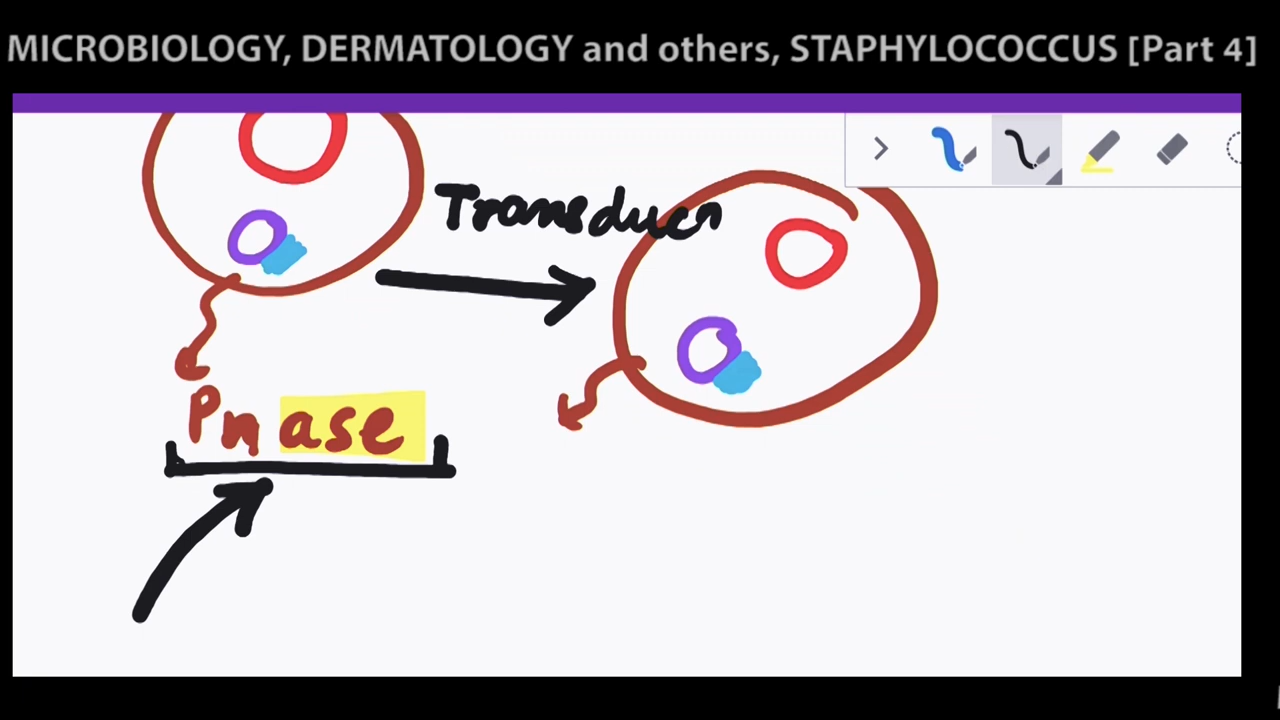 MICROBIOLOGY, DERMATOLOGY and others, STAPHYLOCOCCUS [Part 4]
Transducn
Pnase